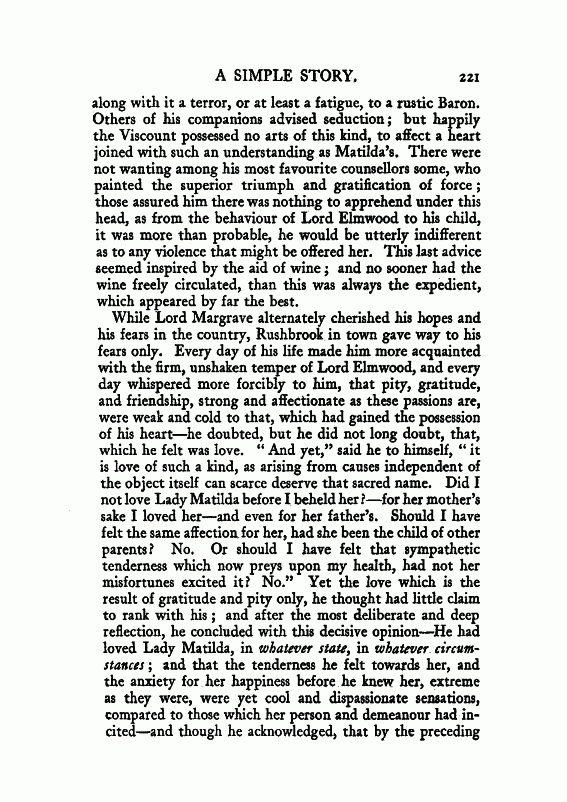 A SIMPLE STORY. 221
along with it a terror, or at least a fatigue, to a rustic Baron.
Others of his companions advised seduction; but happily
the Viscount possessed no arts of this kind, to affect a heart
joined with such an understanding as Matilda's. There were
not wanting among his most favourite counsellors some, who
painted the superior triumph and gratification of force;
those assured him there was nothing to apprehend under this
head, as from the behaviour of Lord Elmwood to his child,
it was more than probable, he would be utterly indifferent
as to any violence that might be offered her. This last advice
seemed inspired by the aid of wine; and no sooner had the
wine freely circulated, than this was always the expedient,
which appeared by far the best.
While Lord Margrave alternately cherished his hopes and
his fears in the country, Rushbrook in town gave way to his
fears only. Every day of his life made him more acquainted
with the firm, unshaken temper of Lord Elmwood, and every
day whispered more forcibly to him, that pity, gratitude,
and friendship, strong and affectionate as these passions are,
were weak and cold to that, which had gained the possession
of his heart—he doubted, but he did not long doubt, that,
which he felt was love. "And yet," said he to himself, "it
is love of such a kind, as arising from causes independent of
the object itself can scarce deserve that sacred name. Did I
not love Lady Matilda before I beheld her?—for her mother's
sake I loved her—and even for her father's. Should I have
felt the same affection for her, had she been the child of other
parents? No. Or should I have felt that sympathetic
tenderness which now preys upon my health, had not her
misfortunes excited it? No." Yet the love which is the
result of gratitude and pity only, he thought had little claim
to rank with his; and after the most deliberate and deep
reflection, he concluded with this decisive opinion—He had
loved Lady Matilda, in whatever state, in whatever circum-
stances; and that the tenderness he felt towards her, and
the anxiety for her happiness before he knew her, extreme
as they were, were yet cool and dispassionate sensations,
compared to those which her person and demeanour had in-
cited—and though he acknowledged, that by the preceding